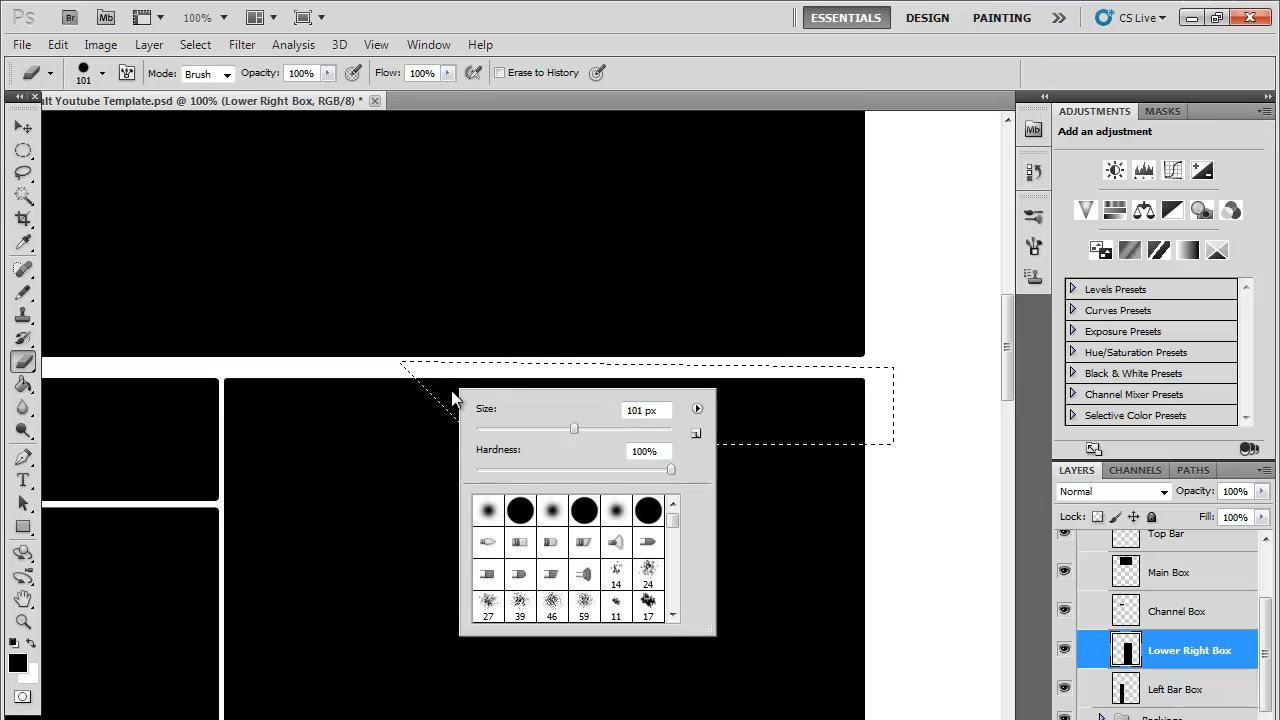 Ps Br Mb 100% ESSENTIALS DESIGN PAINTING CS Live
File Edit Image Layer Select Filter Analysis 3D View Window Help
101 Mode: Brush Opacity: 100% Flow: 100% Erase to History
ult Youtube Template.psd @ 100% (Lower Right Box, RGB/8) *
ADJUSTMENTS MASKS
Mb
Add an adjustment
Levels Presets
Curves Presets
Exposure Presets
Hue/Saturation Presets
Black & White Presets
Channel Mixer Presets
Selective Color Presets
Size: 101 px
Hardness: 100%
14 24
27 39 46 59 11 17
LAYERS CHANNELS PATHS
Normal Opacity: 100%
Lock: Fill: 100%
Top Bar
Main Box
Channel Box
Lower Right Box
Left Bar Box